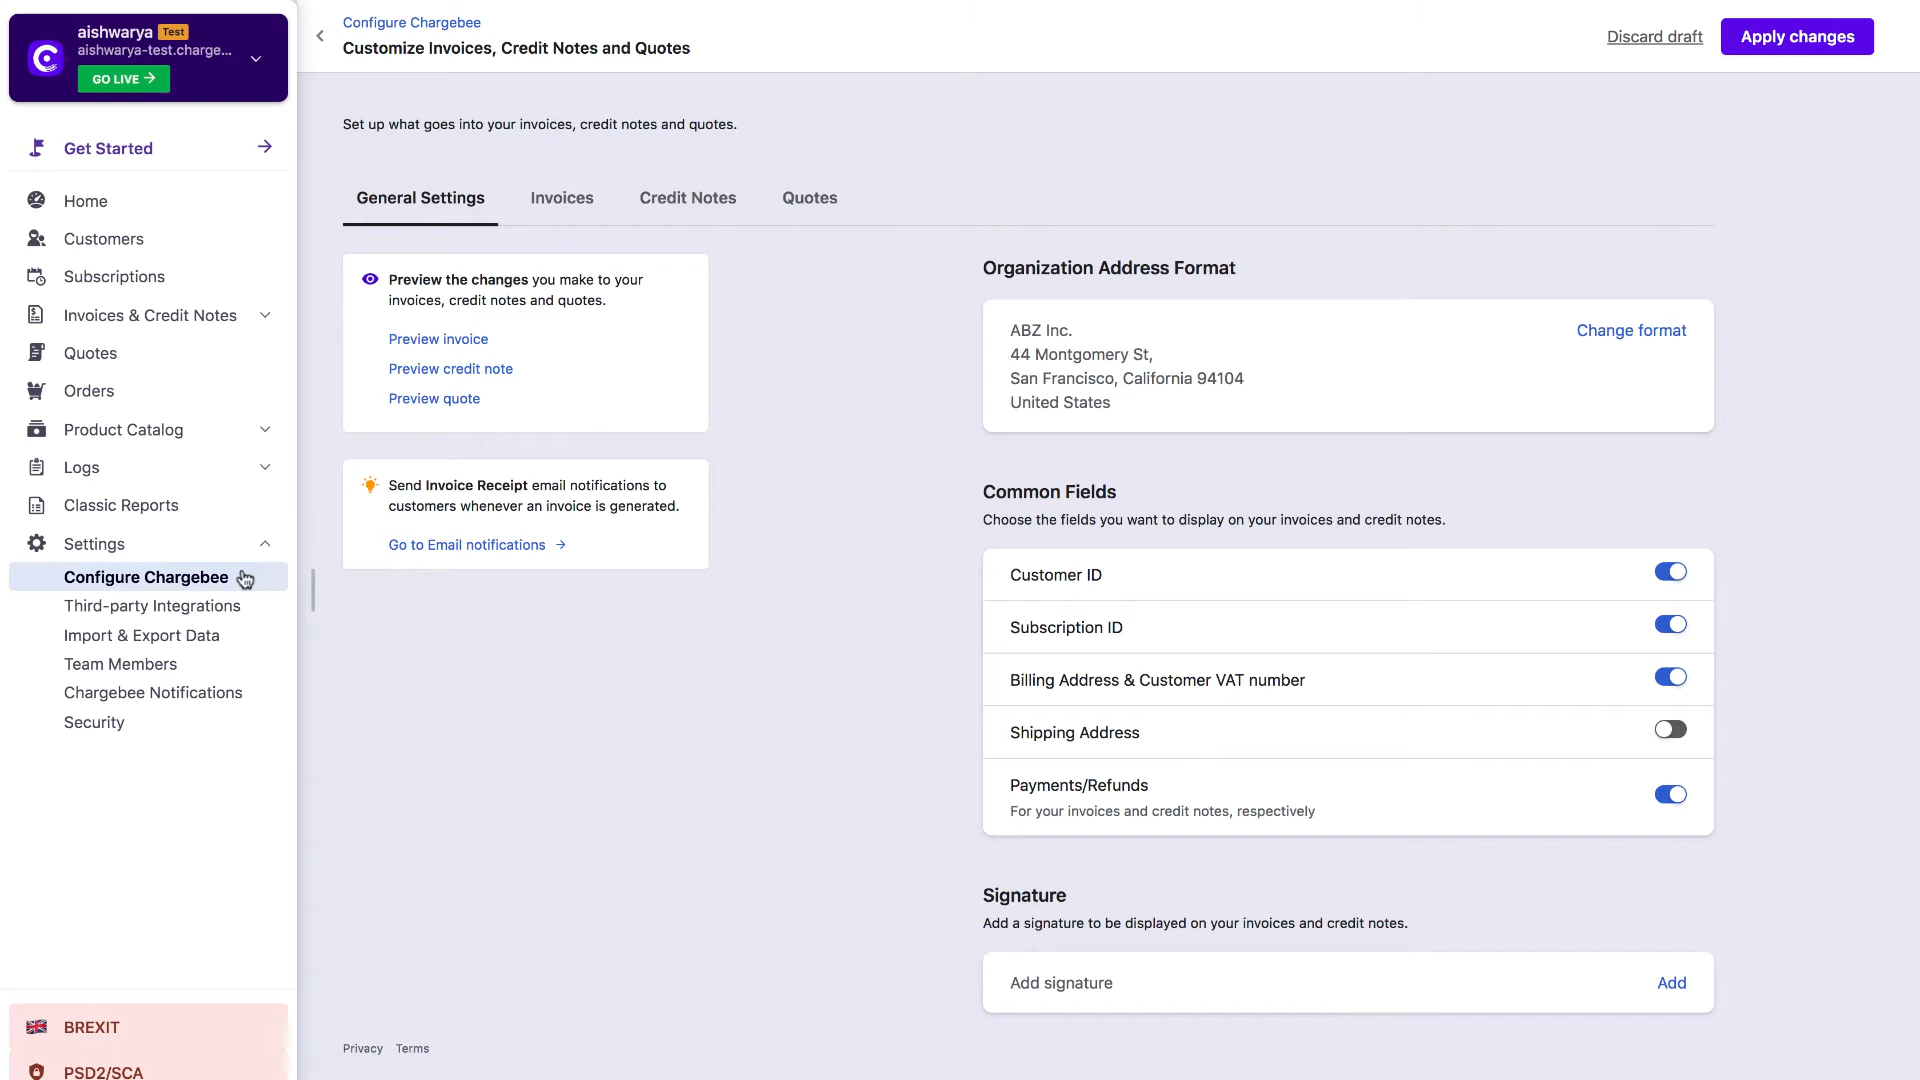 aishwarya Test
aishwarya-test.charge...
GO LIVE →
Get Started
Home
Customers
Subscriptions
Invoices & Credit Notes
Quotes
Orders
Product Catalog
Logs
Classic Reports
Settings
Configure Chargebee
Third-party Integrations
Import & Export Data
Team Members
Chargebee Notifications
Security
BREXIT
PSD2/SCA
Configure Chargebee
Customize Invoices, Credit Notes and Quotes
Discard draft
Apply changes
Set up what goes into your invoices, credit notes and quotes.
General Settings
Invoices
Credit Notes
Quotes
Preview the changes you make to your
invoices, credit notes and quotes.
Preview invoice
Preview credit note
Preview quote
Send Invoice Receipt email notifications to
customers whenever an invoice is generated.
Go to Email notifications →
Organization Address Format
ABZ Inc.
Change format
44 Montgomery St,
San Francisco, California 94104
United States
Common Fields
Choose the fields you want to display on your invoices and credit notes.
Customer ID
Subscription ID
Billing Address & Customer VAT number
Shipping Address
Payments/Refunds
For your invoices and credit notes, respectively
Signature
Add a signature to be displayed on your invoices and credit notes.
Add signature
Add
Privacy
Terms